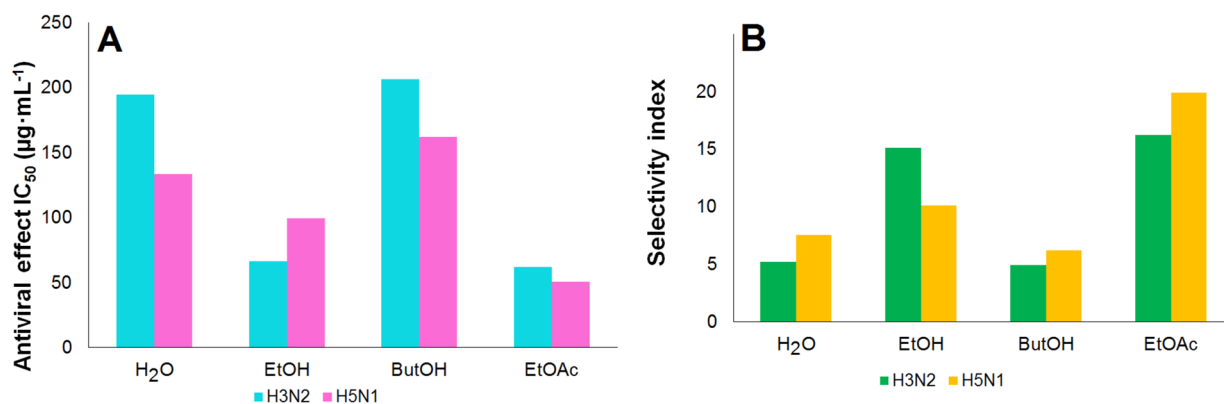 A
Antiviral effect IC₅₀ (µg·mL⁻¹)
250
200
150
100
50
0
H₂O EtOH ButOH EtOAc
H3N2 H5N1
B
Selectivity index
20
15
10
5
0
H₂O EtOH ButOH EtOAc
H3N2 H5N1